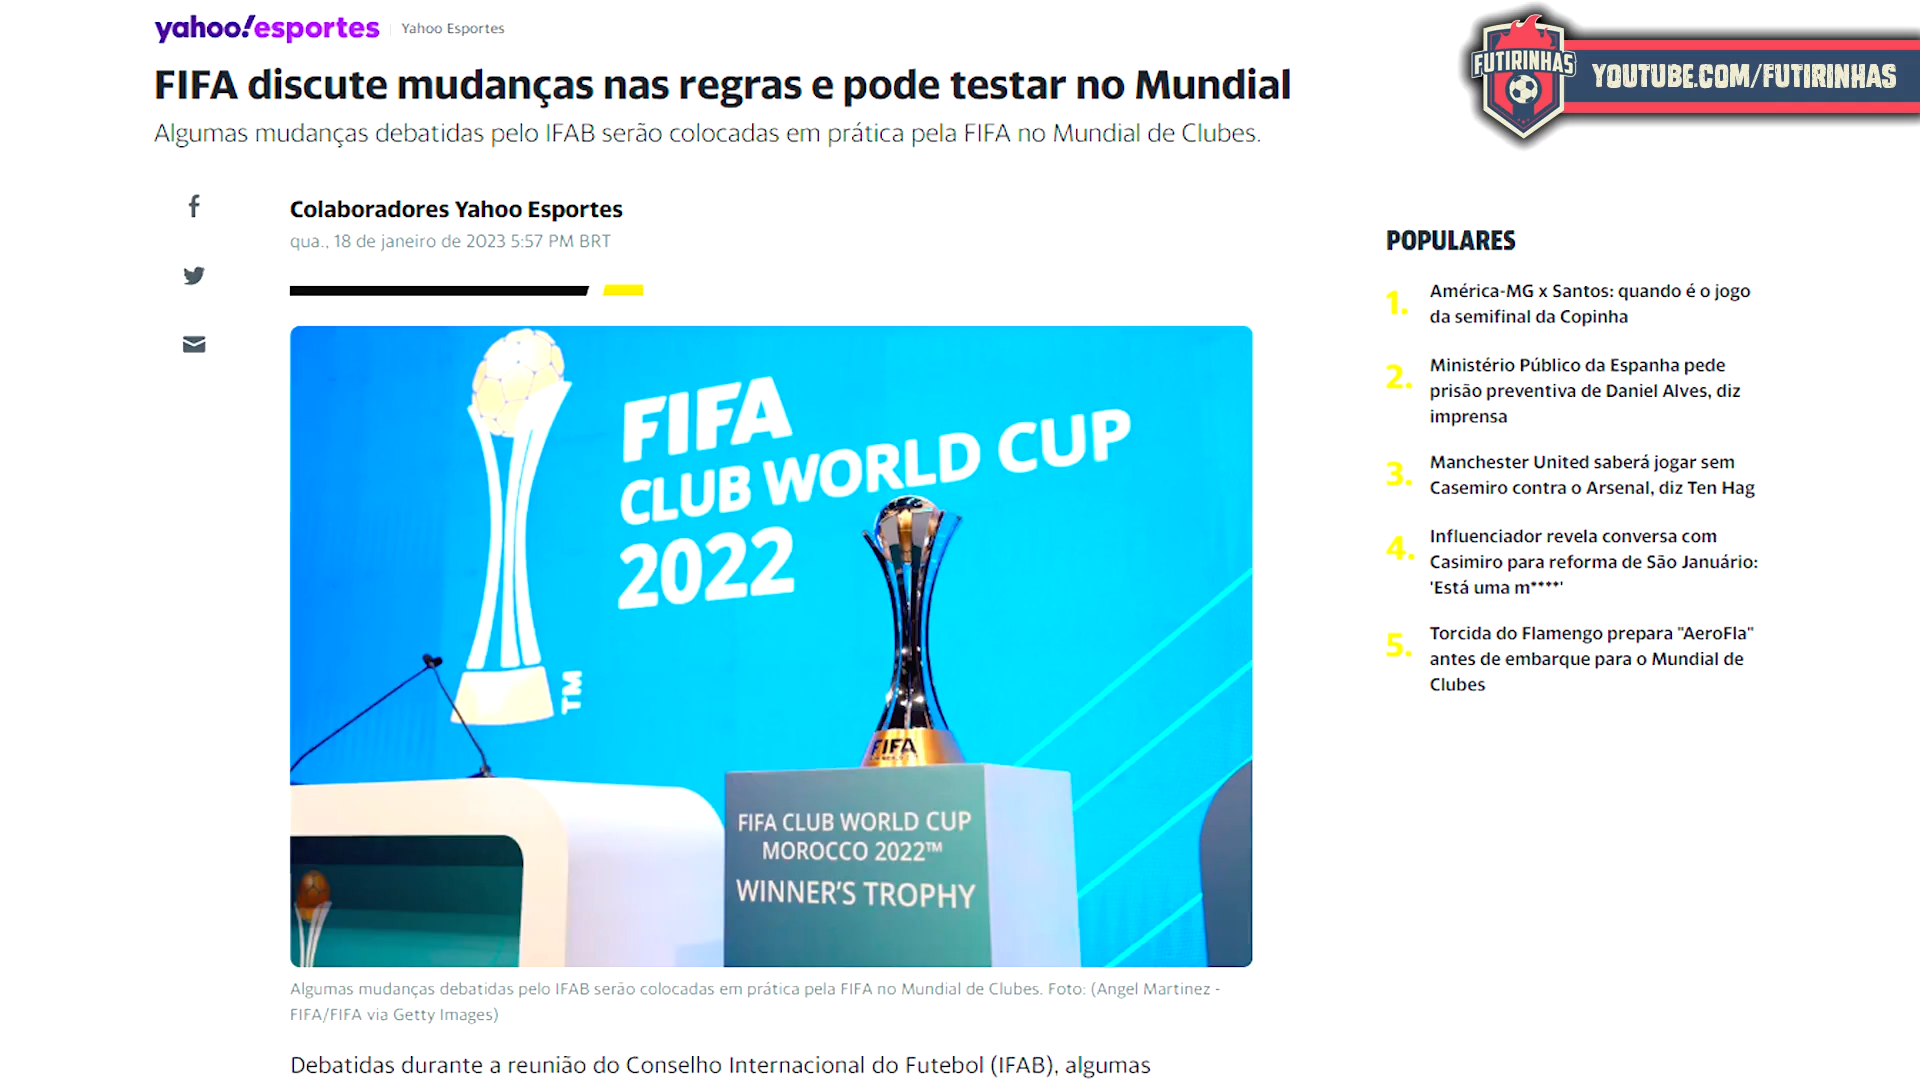 yahoo!esportes
Yahoo Esportes
FUTIRINHAS
YOUTUBE.COM/FUTIRINHAS
FIFA discute mudanças nas regras e pode testar no Mundial
Algumas mudanças debatidas pelo IFAB serão colocadas em prática pela FIFA no Mundial de Clubes.
Colaboradores Yahoo Esportes
qua., 18 de janeiro de 2023 5:57 PM BRT
FIFA
CLUB WORLD CUP
2022
TM
FIFA
FIFA CLUB WORLD CUP
MOROCCO 2022™
WINNER'S TROPHY
Algumas mudanças debatidas pelo IFAB serão colocadas em prática pela FIFA no Mundial de Clubes. Foto: (Angel Martinez -
FIFA/FIFA via Getty Images)
Debatidas durante a reunião do Conselho Internacional do Futebol (IFAB), algumas
POPULARES
1. América-MG x Santos: quando é o jogo
da semifinal da Copinha
2. Ministério Público da Espanha pede
prisão preventiva de Daniel Alves, diz
imprensa
3. Manchester United saberá jogar sem
Casemiro contra o Arsenal, diz Ten Hag
4. Influenciador revela conversa com
Casimiro para reforma de São Januário:
'Está uma m****'
5. Torcida do Flamengo prepara "AeroFla"
antes de embarque para o Mundial de
Clubes